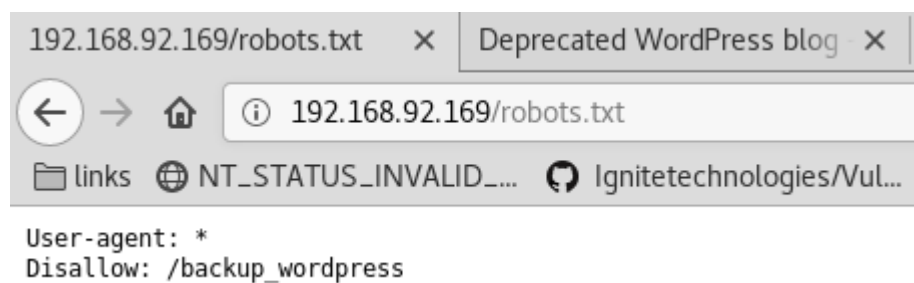 192.168.92.169/robots.txt
Deprecated WordPress blog -
192.168.92.169/robots.txt
links NT_STATUS_INVALID_... Ignitetechnologies/Vul...
User-agent: *
Disallow: /backup_wordpress